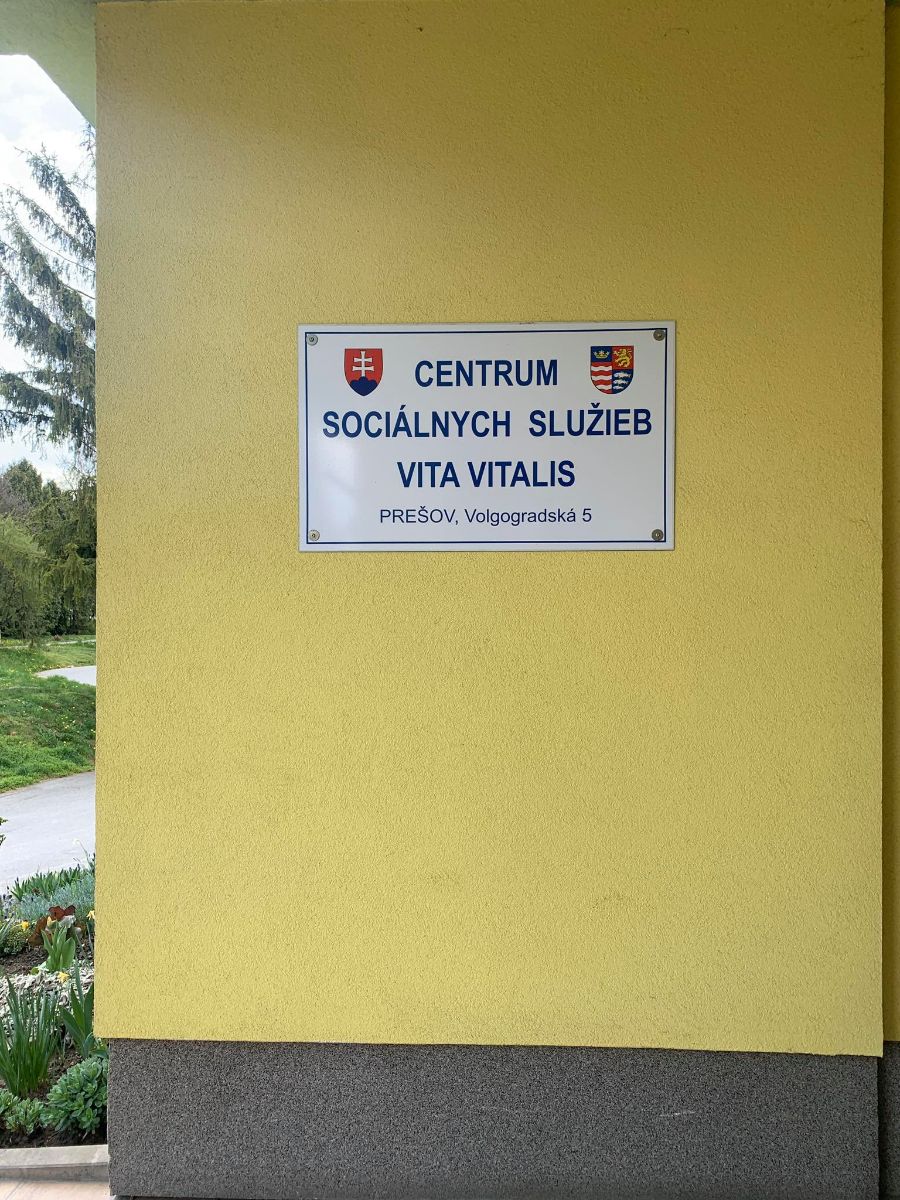 CENTRUM
SOCIÁLNYCH SLUŽIEB
VITA VITALIS
PREŠOV, Volgogradská 5